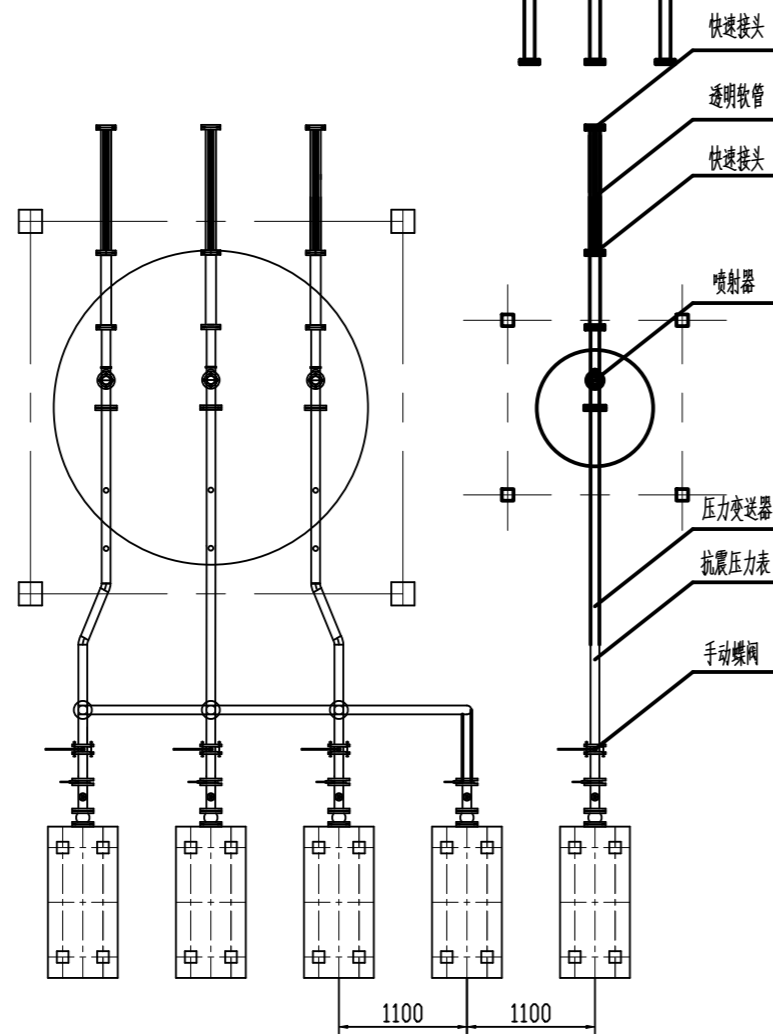 快速接头
透明软管
快速接头
喷射器
压力变送器
抗震压力表
手动蝶阀
1100
1100